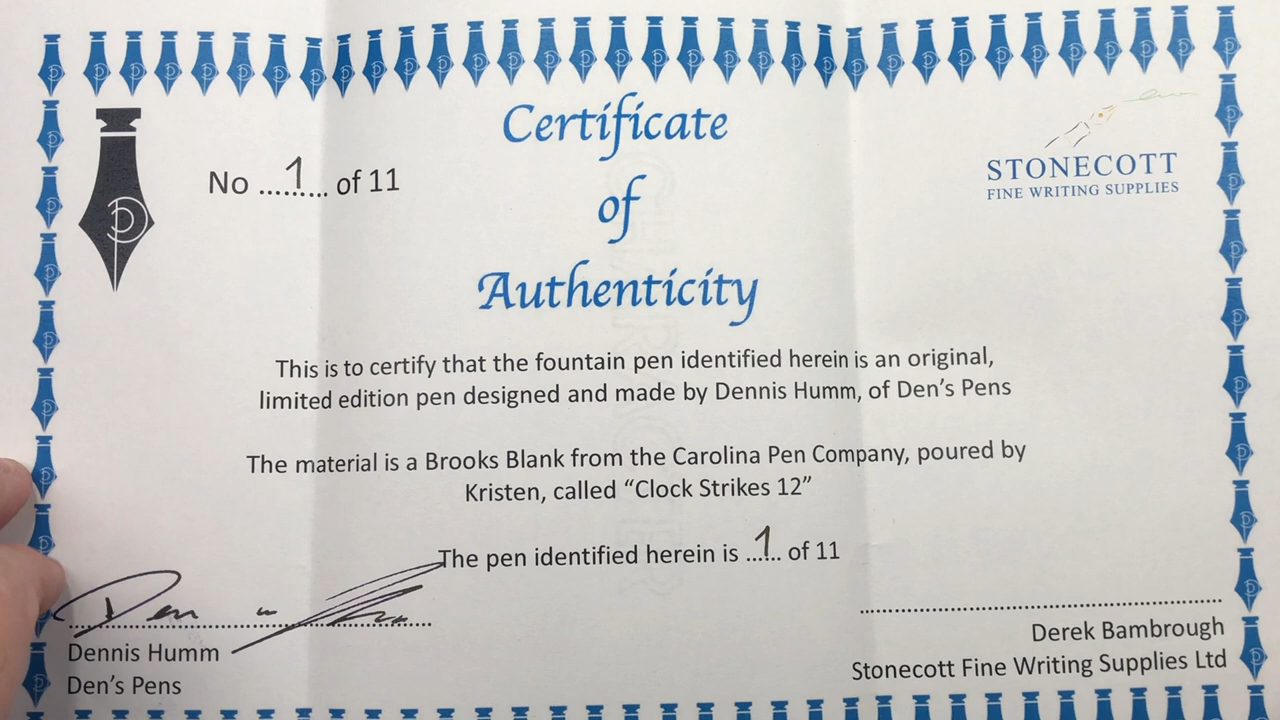 Certificate
of
Authenticity
No ...1... of 11
STONECOTT
FINE WRITING SUPPLIES
This is to certify that the fountain pen identified herein is an original,
limited edition pen designed and made by Dennis Humm, of Den's Pens
The material is a Brooks Blank from the Carolina Pen Company, poured by
Kristen, called “Clock Strikes 12”
The pen identified herein is ...1... of 11
Dennis Humm
Den's Pens
Derek Bambrough
Stonecott Fine Writing Supplies Ltd